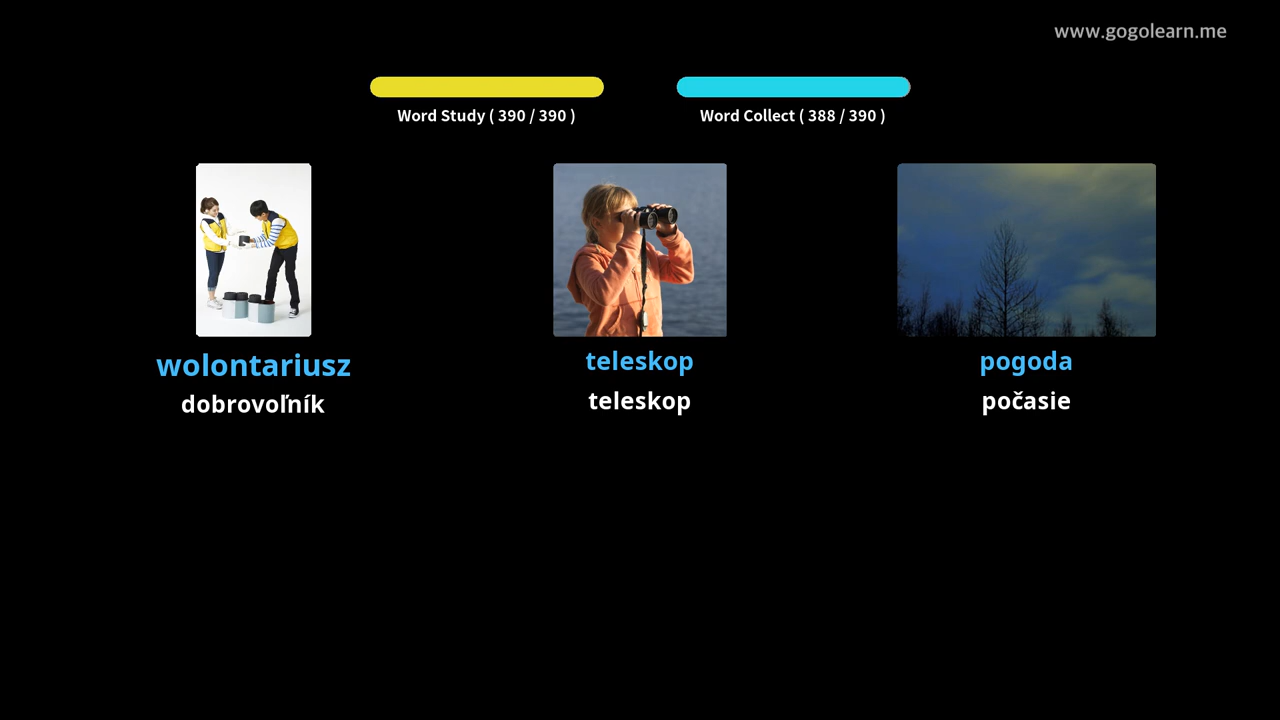 www.gogolearn.me
Word Study ( 390 / 390 )
Word Collect ( 388 / 390 )
wolontariusz
dobrovoľník
teleskop
teleskop
pogoda
počasie